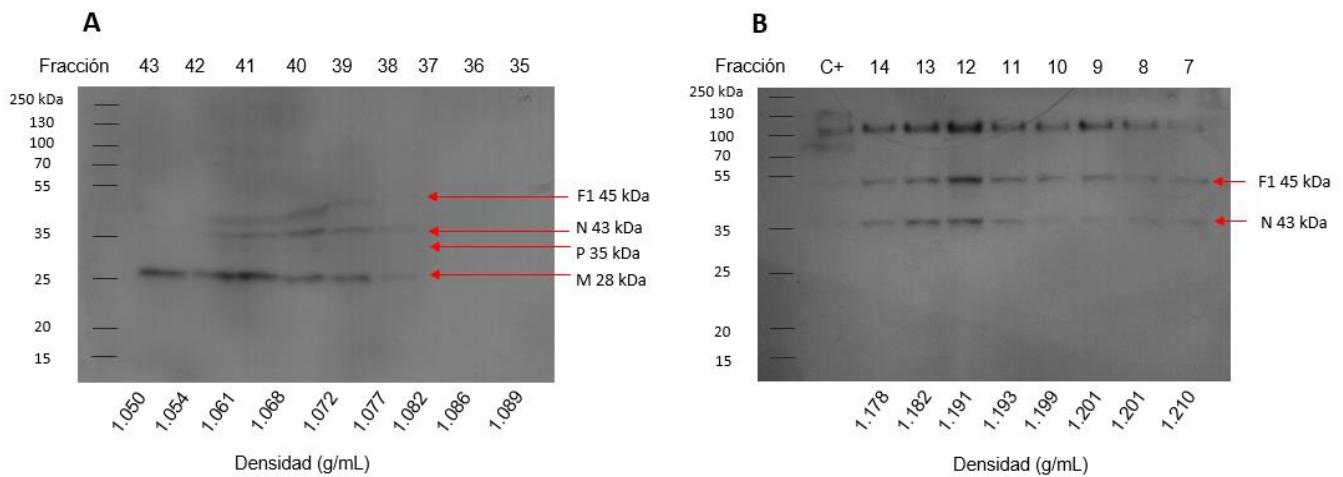 A
Fracción 43 42 41 40 39 38 37 36 35
250 kDa
130
100
70
55
35
25
20
15
F1 45 kDa
N 43 kDa
P 35 kDa
M 28 kDa
1.050 1.054 1.061 1.068 1.072 1.077 1.082 1.086 1.089
Densidad (g/mL)
B
Fracción C+ 14 13 12 11 10 9 8 7
250 kDa
130
100
70
55
35
25
20
15
F1 45 kDa
N 43 kDa
1.178 1.182 1.191 1.193 1.199 1.201 1.201 1.210
Densidad (g/mL)